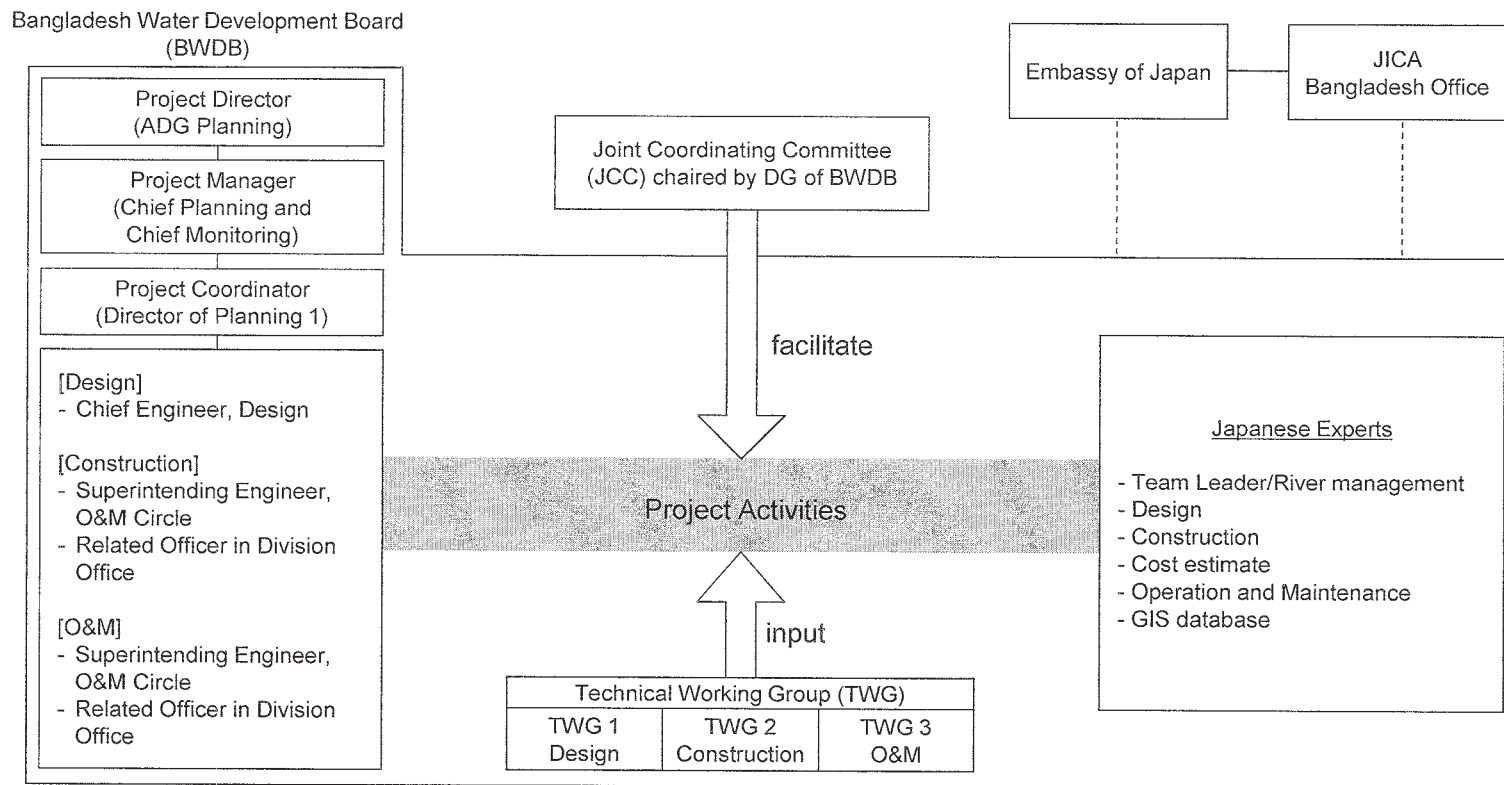 Bangladesh Water Development Board
(BWDB)
Project Director
(ADG Planning)
Project Manager
(Chief Planning and
Chief Monitoring)
Project Coordinator
(Director of Planning 1)
[Design]
- Chief Engineer, Design
[Construction]
- Superintending Engineer,
O&M Circle
- Related Officer in Division
Office
[O&M]
- Superintending Engineer,
O&M Circle
- Related Officer in Division
Office
Joint Coordinating Committee
(JCC) chaired by DG of BWDB
facilitate
Project Activities
input
Technical Working Group (TWG)
TWG 1
Design
TWG 2
Construction
TWG 3
O&M
Embassy of Japan
JICA
Bangladesh Office
Japanese Experts
- Team Leader/River management
- Design
- Construction
- Cost estimate
- Operation and Maintenance
- GIS database